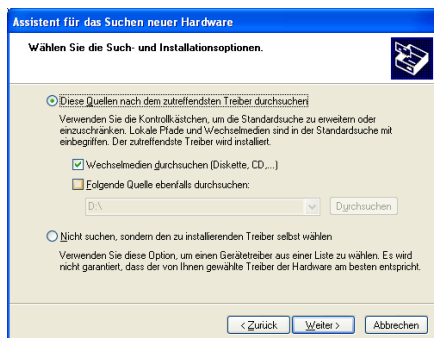 Assistent für das Suchen neuer Hardware
Wählen Sie die Such- und Installationsoptionen.
Diese Quellen nach dem zutreffendsten Treiber durchsuchen
Verwenden Sie die Kontrollkästchen, um die Standardsuche zu erweitern oder
einzuschränken. Lokale Pfade und Wechselmedien sind in der Standardsuche mit
einbegriffen. Der zutreffendste Treiber wird installiert.
Wechselmedien durchsuchen (Diskette, CD,...)
Folgende Quelle ebenfalls durchsuchen:
D:\
Durchsuchen
Nicht suchen, sondern den zu installierenden Treiber selbst wählen
Verwenden Sie diese Option, um einen Gerätetreiber aus einer Liste zu wählen. Es wird
nicht garantiert, dass der von Ihnen gewählte Treiber der Hardware am besten entspricht.
< Zurück Weiter > Abbrechen